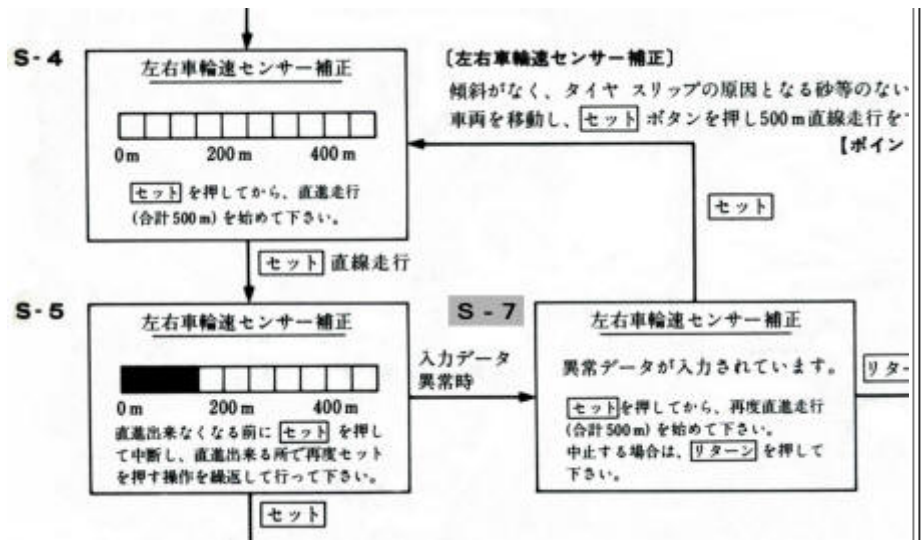 S-4
左右車輪速センサー補正
0m 200m 400m
セット を押してから、直進走行
(合計500m)を始めて下さい。
〔左右車輪速センサー補正〕
傾斜がなく、タイヤ スリップの原因となる砂等のない
車両を移動し、セット ボタンを押し500m直線走行を
【ポイン
セット
セット 直線走行
S-5
左右車輪速センサー補正
0m 200m 400m
直進出来なくなる前に セット を押し
て中断し、直進出来る所で再度セット
を押す操作を繰返して行って下さい。
入力データ
異常時
S-7
左右車輪速センサー補正
異常データが入力されています。
セットを押してから、再度直進走行
(合計500m)を始めて下さい。
中止する場合は、リターン を押して
下さい。
リター
セット